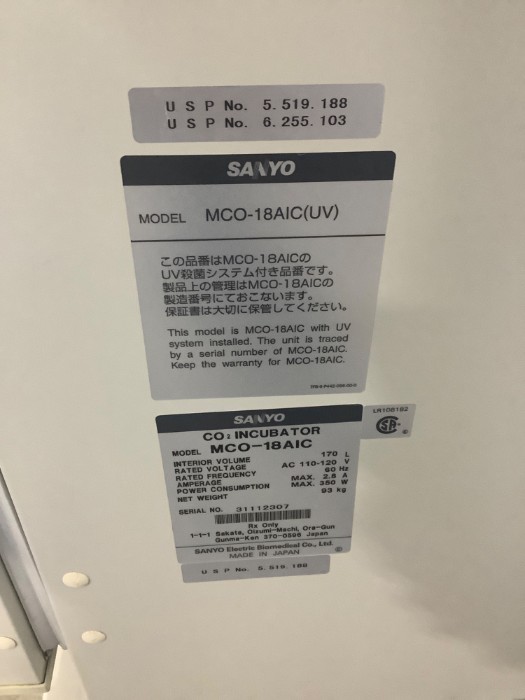 USP No. 5.519.188
USP No. 6.255.103
SANYO
MODEL MCO-18AIC(UV)
この品番はMCO-18AICの
UV殺菌システム付き品番です。
製品上の管理はMCO-18AICの
製造番号にておこないます。
保証書は大切に保管してください。
This model is MCO-18AIC with UV
system installed. The unit is traced
by a serial number of MCO-18AIC.
Keep the warranty for MCO-18AIC.
SANYO
CO₂ INCUBATOR
MODEL MCO-18AIC
INTERIOR VOLUME 170 L
RATED VOLTAGE AC 110-120 V
RATED FREQUENCY 60 Hz
AMPERAGE MAX. 2.8 A
POWER CONSUMPTION MAX. 350 W
NET WEIGHT 93 kg
SERIAL NO. 31112307
Rx Only
1-1-1 Sakata, Oizumi-Machi, Ora-Gun
Gunma-Ken 370-0596 Japan
SANYO Electric Biomedical Co., Ltd.
MADE IN JAPAN
LR106182
USP No. 5.519.188